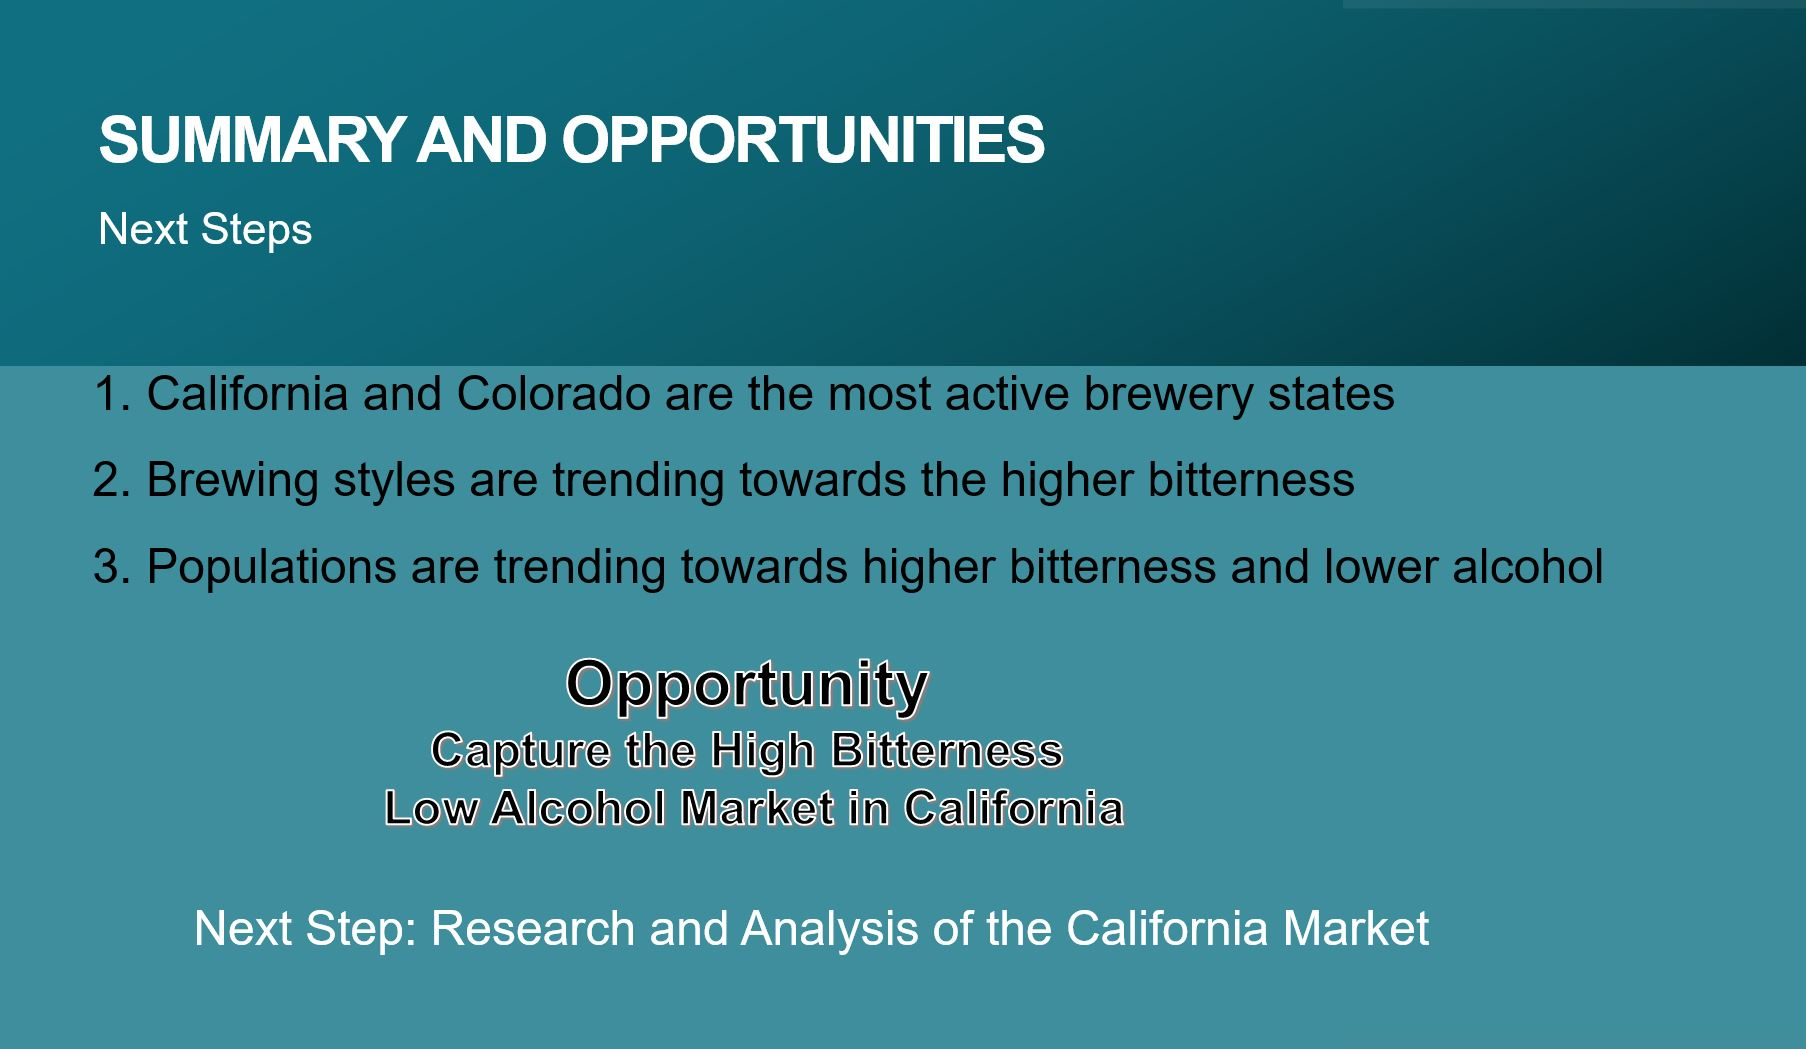 SUMMARY AND OPPORTUNITIES
Next Steps
1. California and Colorado are the most active brewery states
2. Brewing styles are trending towards the higher bitterness
3. Populations are trending towards higher bitterness and lower alcohol
Opportunity
Capture the High Bitterness
Low Alcohol Market in California
Next Step: Research and Analysis of the California Market